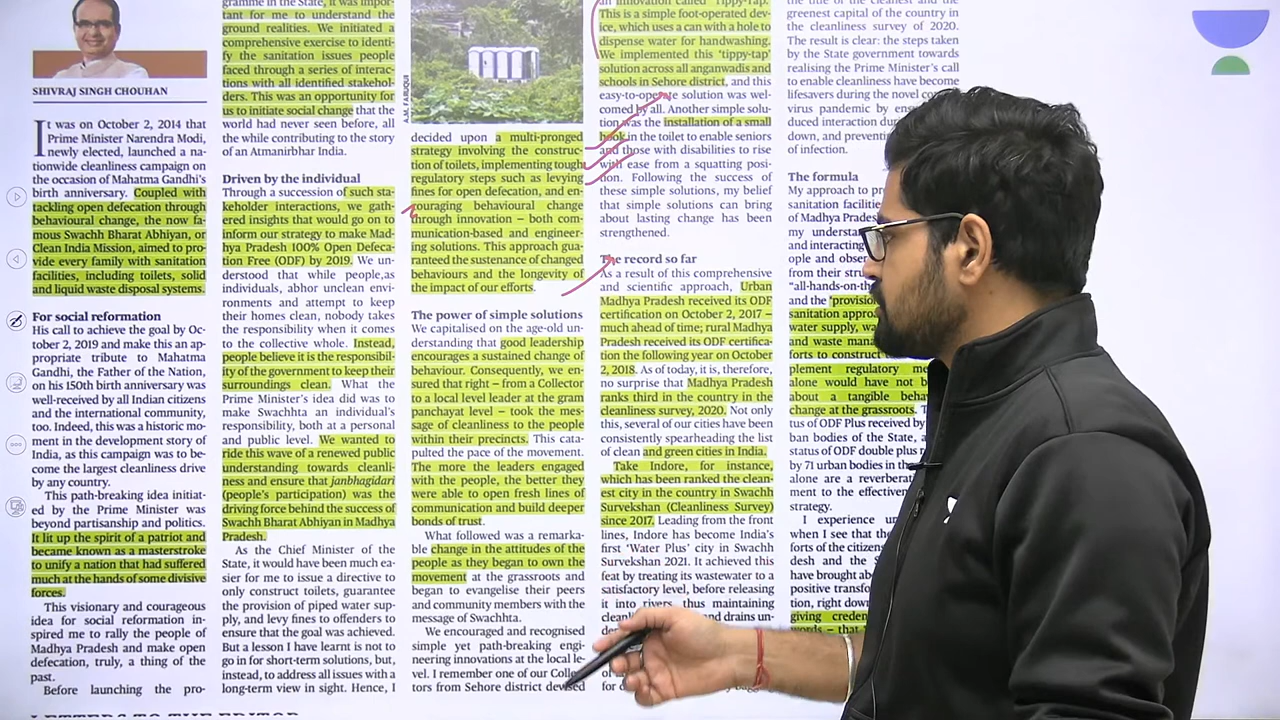 SHIVRAJ SINGH CHOUHAN
It was on October 2, 2014 that
Prime Minister Narendra Modi,
newly elected, launched a na-
tionwide cleanliness campaign on
the occasion of Mahatma Gandhi's
birth anniversary. Coupled with
tackling open defecation through
behavioural change, the now fa-
mous Swachh Bharat Abhiyan, or
Clean India Mission, aimed to pro-
vide every family with sanitation
facilities, including toilets, solid
and liquid waste disposal systems.
For social reformation
His call to achieve the goal by Oc-
tober 2, 2019 and make this an ap-
propriate tribute to Mahatma
Gandhi, the Father of the Nation,
on his 150th birth anniversary was
well-received by all Indian citizens
and the international community,
too. Indeed, this was a historic mo-
ment in the development story of
India, as this campaign was to be-
come the largest cleanliness drive
by any country.
This path-breaking idea initiat-
ed by the Prime Minister was
beyond partisanship and politics.
It lit up the spirit of a patriot and
became known as a masterstroke
to unify a nation that had suffered
much at the hands of some divisive
forces.
This visionary and courageous
idea for social reformation in-
spired me to rally the people of
Madhya Pradesh and make open
defecation, truly, a thing of the
past.
Before launching the pro-
gramme in the State, it was impor-
tant for me to understand the
ground realities. We initiated a
comprehensive exercise to identi-
fy the sanitation issues people
faced through a series of interac-
tions with all identified stakehol-
ders. This was an opportunity for
us to initiate social change that the
world had never seen before, all
the while contributing to the story
of an Atmanirbhar India.
Driven by the individual
Through a succession of such sta-
keholder interactions, we gath-
ered insights that would go on to
inform our strategy to make Mad-
hya Pradesh 100% Open Defeca-
tion Free (ODF) by 2019. We un-
derstood that while people,as
individuals, abhor unclean envi-
ronments and attempt to keep
their homes clean, nobody takes
the responsibility when it comes
to the collective whole. Instead,
people believe it is the responsibil-
ity of the government to keep their
surroundings clean. What the
Prime Minister's idea did was to
make Swachhta an individual's
responsibility, both at a personal
and public level. We wanted to
ride this wave of a renewed public
understanding towards cleanli-
ness and ensure that janbhagidari
(people's participation) was the
driving force behind the success of
Swachh Bharat Abhiyan in Madhya
Pradesh.
As the Chief Minister of the
State, it would have been much ea-
sier for me to issue a directive to
only construct toilets, guarantee
the provision of piped water sup-
ply, and levy fines to offenders to
ensure that the goal was achieved.
But a lesson I have learnt is not to
go in for short-term solutions, but,
instead, to address all issues with a
long-term view in sight. Hence, I
A.M. FARUQUI
decided upon a multi-pronged
strategy involving the construc-
tion of toilets, implementing tough
regulatory steps such as levying
fines for open defecation, and en-
couraging behavioural change
through innovation – both com-
munication-based and engineer-
ing solutions. This approach gua-
ranteed the sustenance of changed
behaviours and the longevity of
the impact of our efforts.
The power of simple solutions
We capitalised on the age-old un-
derstanding that good leadership
encourages a sustained change of
behaviour. Consequently, we en-
sured that right – from a Collector
to a local level leader at the gram
panchayat level – took the mes-
sage of cleanliness to the people
within their precincts. This cata-
pulted the pace of the movement.
The more the leaders engaged
with the people, the better they
were able to open fresh lines of
communication and build deeper
bonds of trust.
What followed was a remarka-
ble change in the attitudes of the
people as they began to own the
movement at the grassroots and
began to evangelise their peers
and community members with the
message of Swachhta.
We encouraged and recognised
simple yet path-breaking engi-
neering innovations at the local le-
vel. I remember one of our Collec-
tors from Sehore district devised
an innovation called 'Tippy-Tap.'
This is a simple foot-operated dev-
ice, which uses a can with a hole to
dispense water for handwashing.
We implemented this 'tippy-tap'
solution across all anganwadis and
schools in Sehore district, and this
easy-to-operate solution was wel-
comed by all. Another simple solu-
tion was the installation of a small
hook in the toilet to enable seniors
and those with disabilities to rise
with ease from a squatting posi-
tion. Following the success of
these simple solutions, my belief
that simple solutions can bring
about lasting change has been
strengthened.
The record so far
As a result of this comprehensive
and scientific approach, Urban
Madhya Pradesh received its ODF
certification on October 2, 2017 –
much ahead of time; rural Madhya
Pradesh received its ODF certifica-
tion the following year on October
2, 2018. As of today, it is, therefore,
no surprise that Madhya Pradesh
ranks third in the country in the
cleanliness survey, 2020. Not only
this, several of our cities have been
consistently spearheading the list
of clean and green cities in India.
Take Indore, for instance,
which has been ranked the clean-
est city in the country in Swachh
Survekshan (Cleanliness Survey)
since 2017. Leading from the front
lines, Indore has become India's
first 'Water Plus' city in Swachh
Survekshan 2021. It achieved this
feat by treating its wastewater to a
satisfactory level, before releasing
it into rivers, thus maintaining
and drains un-
the title of the cleanest and the
greenest capital of the country in
the cleanliness survey of 2020.
The result is clear: the steps taken
by the State government towards
realising the Prime Minister's call
to enable cleanliness have become
lifesavers during the novel
virus pandemic by
duced interaction
down, and
of infection.
The formula
My approach to
sanitation
of Madhya
my
and interacting
ople and
from their
"all-hands-on-
and the
sanitation
water supply,
and waste
forts to construct
plement regulatory
alone would have not
about a tangible
change at the grassroots.
tus of ODF Plus received by
ban bodies of the State,
status of ODF double plus
by 71 urban bodies in the
alone are a
ment to the
strategy.
I experience
when I see that the
forts of the
desh and the
have brought
positive
tion, right
giving
words – that
LETTERS TO THE EDITOR